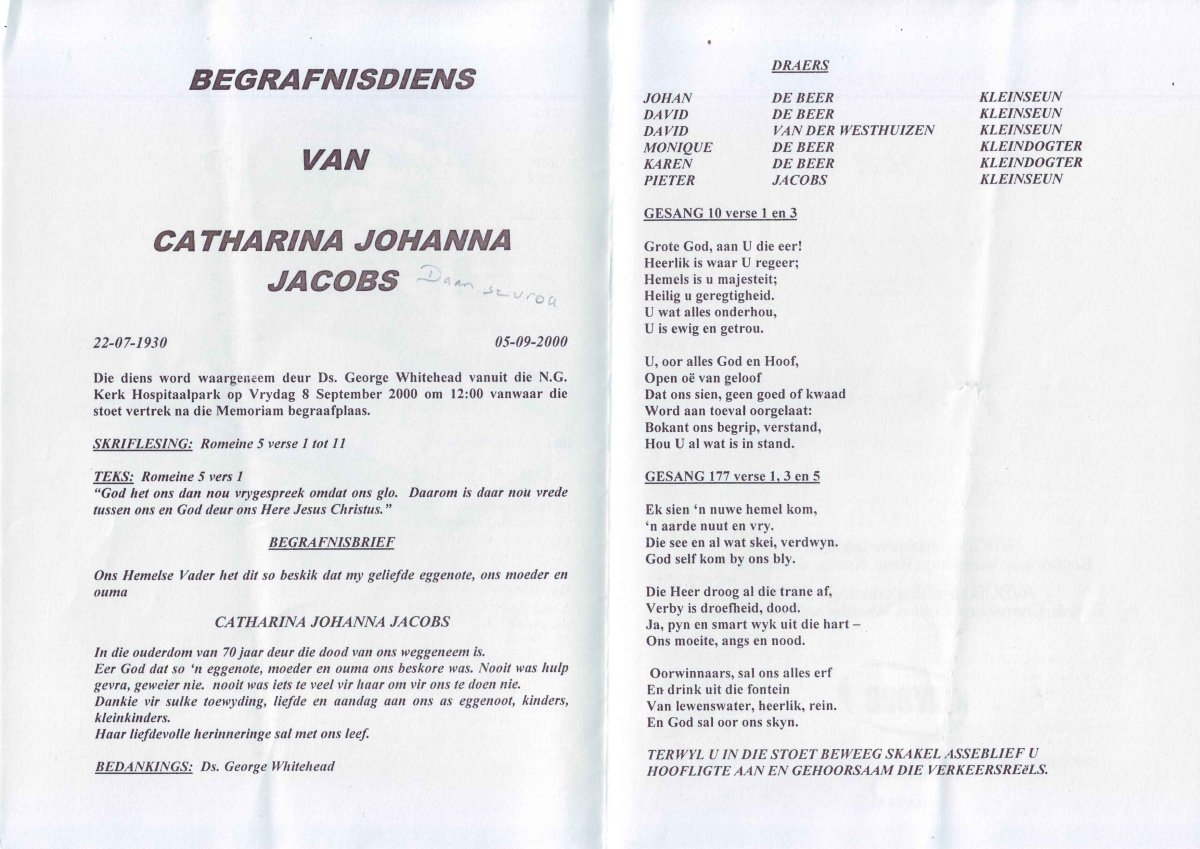 BEGRAFNISDIENS
VAN
CATHARINA JOHANNA
JACOBS
22-07-1930 05-09-2000
Die diens word waargeneem deur Ds. George Whitehead vanuit die N.G.
Kerk Hospitaalpark op Vrydag 8 September 2000 om 12:00 vanwaar die
stoet vertrek na die Memoriam begraafplaas.
SKRIFLESING: Romeine 5 verse 1 tot 11
TEKS: Romeine 5 vers 1
“God het ons dan nou vrygespreek omdat ons glo. Daarom is daar nou vrede
tussen ons en God deur ons Here Jesus Christus.”
BEGRAFNISBRIEF
Ons Hemelse Vader het dit so beskik dat my geliefde eggenote, ons moeder en
ouma
CATHARINA JOHANNA JACOBS
In die ouderdom van 70 jaar deur die dood van ons weggeneem is.
Eer God dat so ‘n eggenote, moeder en ouma ons beskore was. Nooit was hulp
gevra, geweier nie. nooit was iets te veel vir haar om vir ons te doen nie.
Dankie vir sulke toewyding, liefde en aandag aan ons as eggenoot, kinders,
kleinkinders.
Haar liefdevolle herinneringe sal met ons leef.
BEDANKINGS: Ds. George Whitehead
DRAERS
JOHAN DE BEER KLEINSEUN
DAVID DE BEER KLEINSEUN
DAVID VAN DER WESTHUIZEN KLEINSEUN
MONIQUE DE BEER KLEINDOGTER
KAREN DE BEER KLEINDOGTER
PIETER JACOBS KLEINSEUN
GESANG 10 verse 1 en 3
Grote God, aan U die eer!
Heerlik is waar U regeer;
Hemels is u majesteit;
Heilig u geregtigheid.
U wat alles onderhou,
U is ewig en getrou.
U, oor alles God en Hoof,
Open oë van geloof
Dat ons sien, geen goed of kwaad
Word aan toeval oorgelaat:
Bokant ons begrip, verstand,
Hou U al wat is in stand.
GESANG 177 verse 1, 3 en 5
Ek sien ‘n nuwe hemel kom,
‘n aarde nuut en vry.
Die see en al wat skei, verdwyn.
God self kom by ons bly.
Die Heer droog al die trane af,
Verby is droefheid, dood.
Ja, pyn en smart wyk uit die hart –
Ons moeite, angs en nood.
Oorwinnaars, sal ons alles erf
En drink uit die fontein
Van lewenswater, heerlik, rein.
En God sal oor ons skyn.
TERWYL U IN DIE STOET BEWEEG SKAKEL ASSEBLIEF U
HOOFLIGTE AAN EN GEHOORSAAM DIE VERKEERSREëLS.